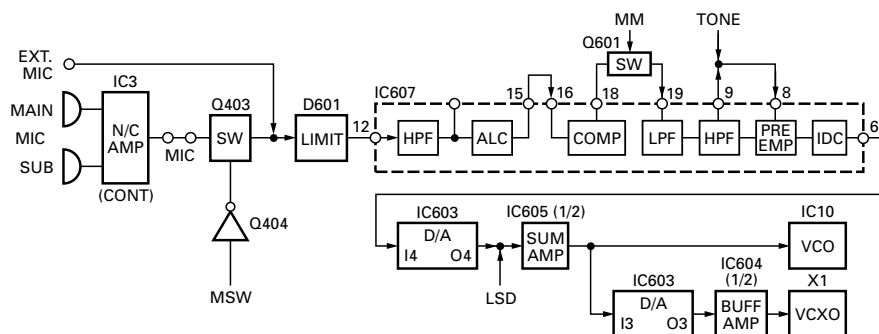 MM
TONE
EXT.
MIC
Q601
SW
IC3
IC607
15
16
18
19
9
8
MAIN
Q403
D601
12
6
MIC
N/C
AMP
SW
LIMIT
HPF
ALC
COMP
LPF
HPF
PRE
EMP
IDC
SUB
MIC
(CONT)
Q404
MSW
IC603
IC605 (1/2)
IC10
D/A
I4
O4
SUM
AMP
VCO
LSD
IC603
IC604
(1/2)
X1
D/A
I3
O3
BUFF
AMP
VCXO